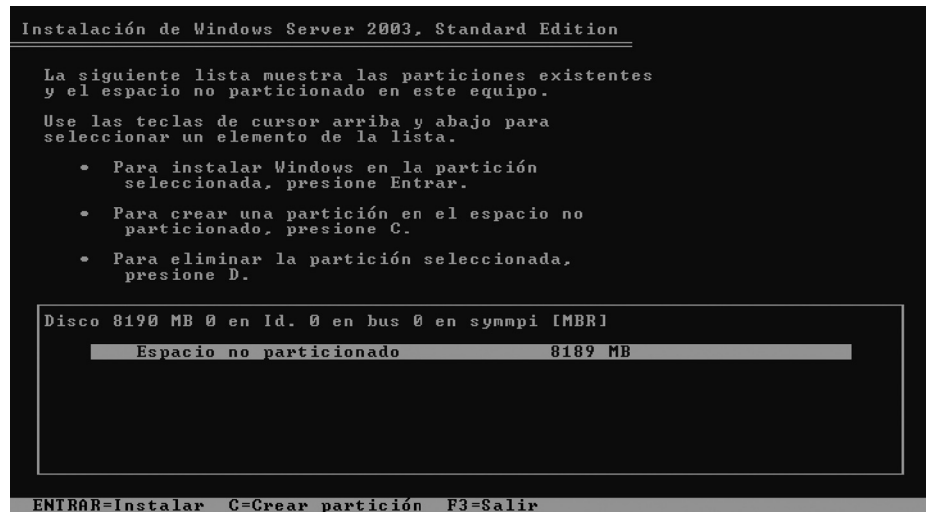 Instalación de Windows Server 2003, Standard Edition
La siguiente lista muestra las particiones existentes
y el espacio no particionado en este equipo.
Use las teclas de cursor arriba y abajo para
seleccionar un elemento de la lista.
• Para instalar Windows en la partición
seleccionada, presione Entrar.
• Para crear una partición en el espacio no
particionado, presione C.
• Para eliminar la partición seleccionada,
presione D.
Disco 8190 MB 0 en Id. 0 en bus 0 en symmpi [MBR]
Espacio no particionado 8189 MB
ENTRAR=Instalar C=Crear partición F3=Salir